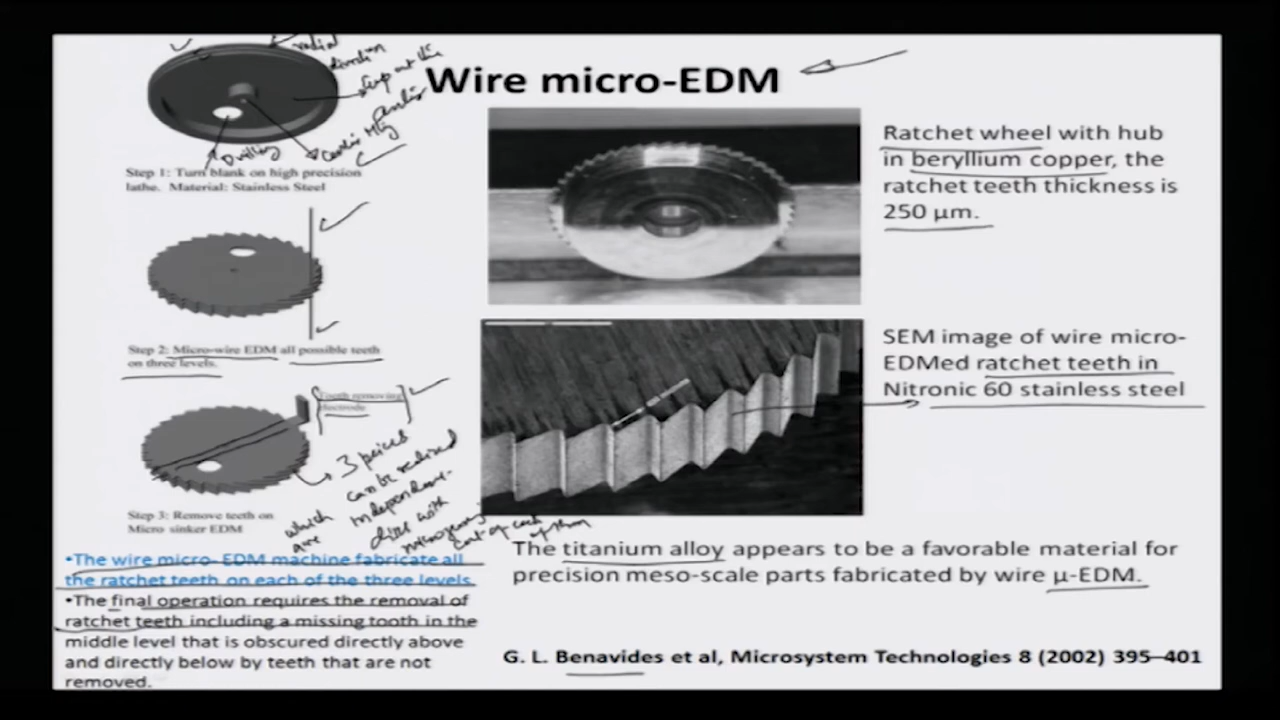 Wire micro-EDM
radial
direction
Drilling
Step 1: Turn blank on high precision
lathe. Material: Stainless Steel
Step 2: Micro-wire EDM all possible teeth
on three levels.
Tooth removing
electrode
3 peices
can be realized
which
are
Step 3: Remove teeth on
Micro sinker EDM
•The wire micro- EDM machine fabricate all
the ratchet teeth on each of the three levels.
•The final operation requires the removal of
ratchet teeth including a missing tooth in the
middle level that is obscured directly above
and directly below by teeth that are not
removed.
Ratchet wheel with hub
in beryllium copper, the
ratchet teeth thickness is
250 μm.
SEM image of wire micro-
EDMed ratchet teeth in
Nitronic 60 stainless steel
The titanium alloy appears to be a favorable material for
precision meso-scale parts fabricated by wire μ-EDM.
G. L. Benavides et al, Microsystem Technologies 8 (2002) 395–401